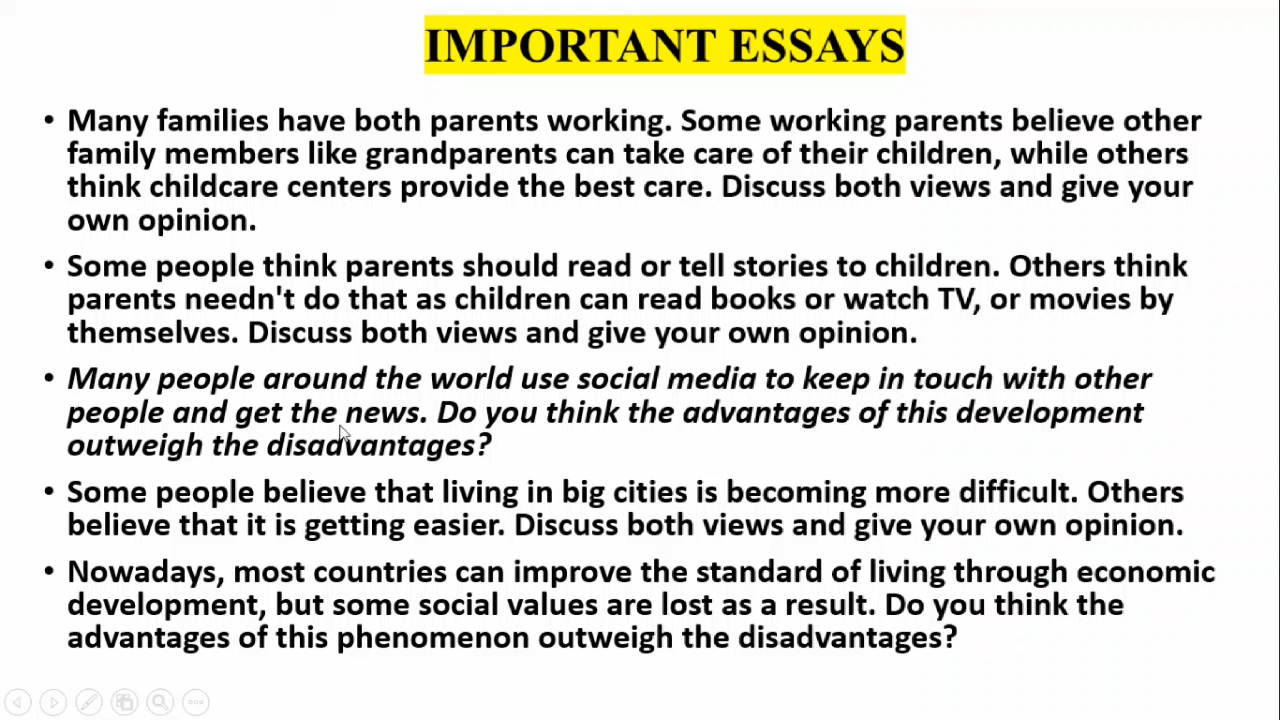 IMPORTANT ESSAYS
• Many families have both parents working. Some working parents believe other
family members like grandparents can take care of their children, while others
think childcare centers provide the best care. Discuss both views and give your
own opinion.
• Some people think parents should read or tell stories to children. Others think
parents needn't do that as children can read books or watch TV, or movies by
themselves. Discuss both views and give your own opinion.
• Many people around the world use social media to keep in touch with other
people and get the news. Do you think the advantages of this development
outweigh the disadvantages?
• Some people believe that living in big cities is becoming more difficult. Others
believe that it is getting easier. Discuss both views and give your own opinion.
• Nowadays, most countries can improve the standard of living through economic
development, but some social values are lost as a result. Do you think the
advantages of this phenomenon outweigh the disadvantages?